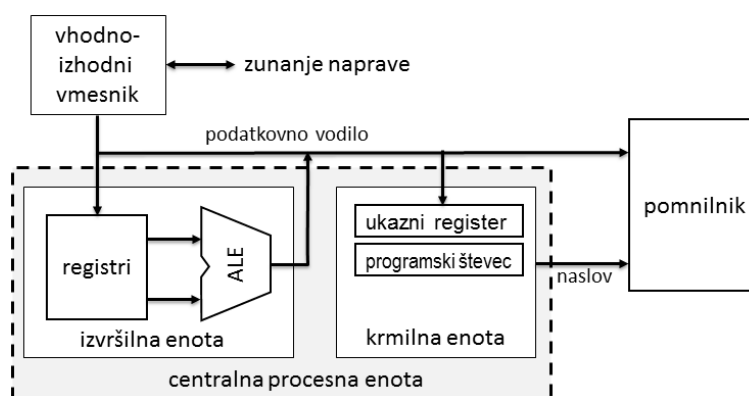 vhodno-
izhodni
vmesnik
zunanje naprave
podatkovno vodilo
pomnilnik
registri
ALE
izvršilna enota
ukazni register
programski števec
krmilna enota
naslov
centralna procesna enota